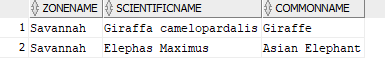 ZONENAME SCIENTIFICNAME COMMONNAME
1 Savannah Giraffa camelopardalis Giraffe
2 Savannah Elephas Maximus Asian Elephant